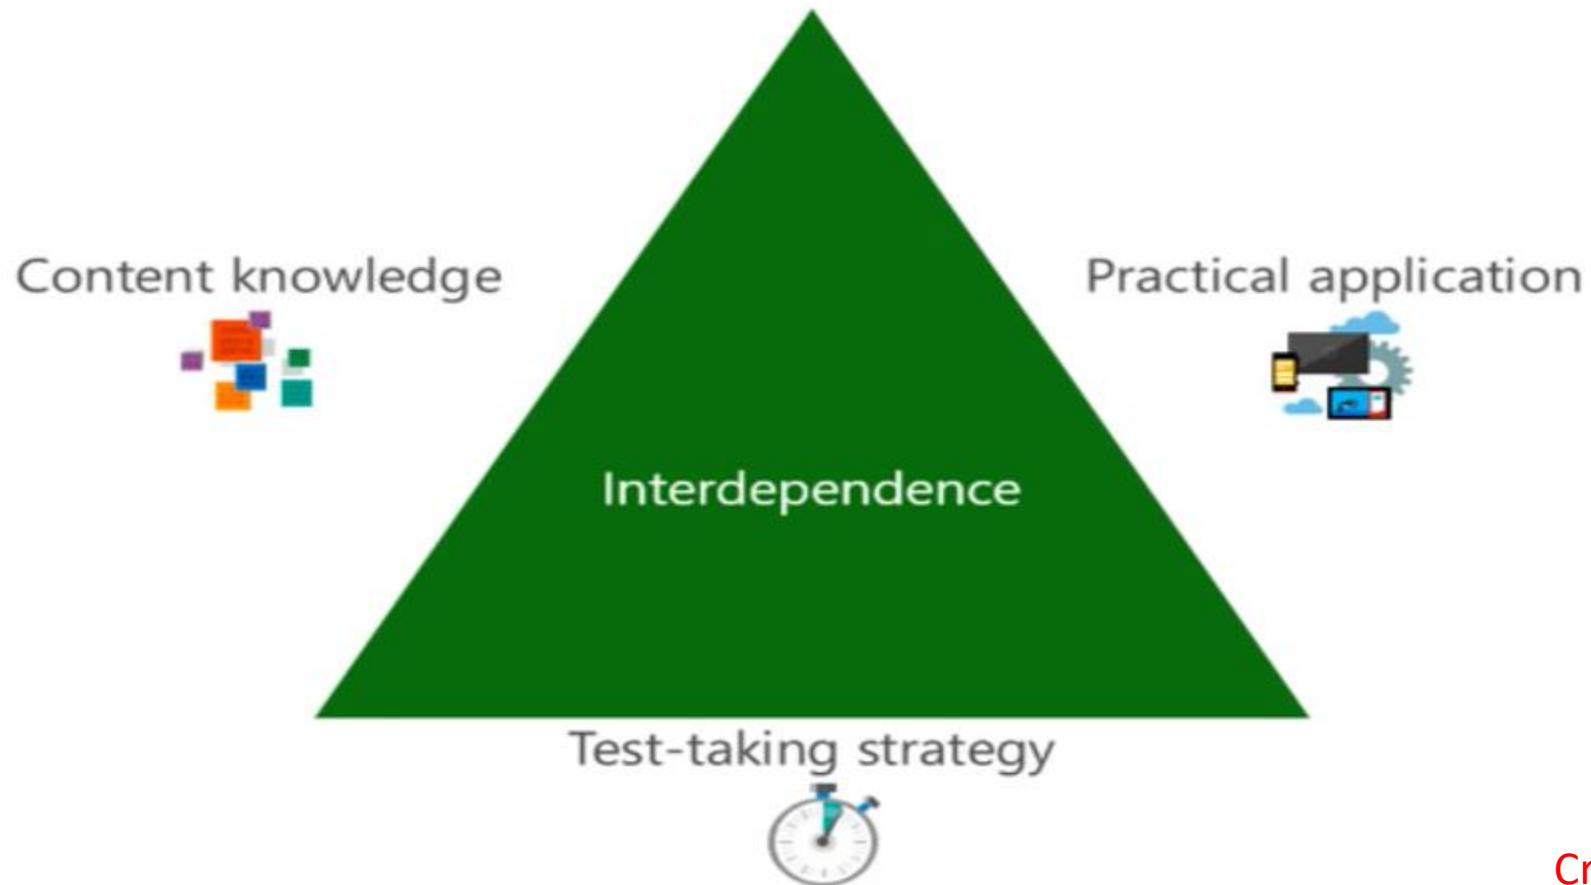 Content knowledge
Practical application
Interdependence
Test-taking strategy